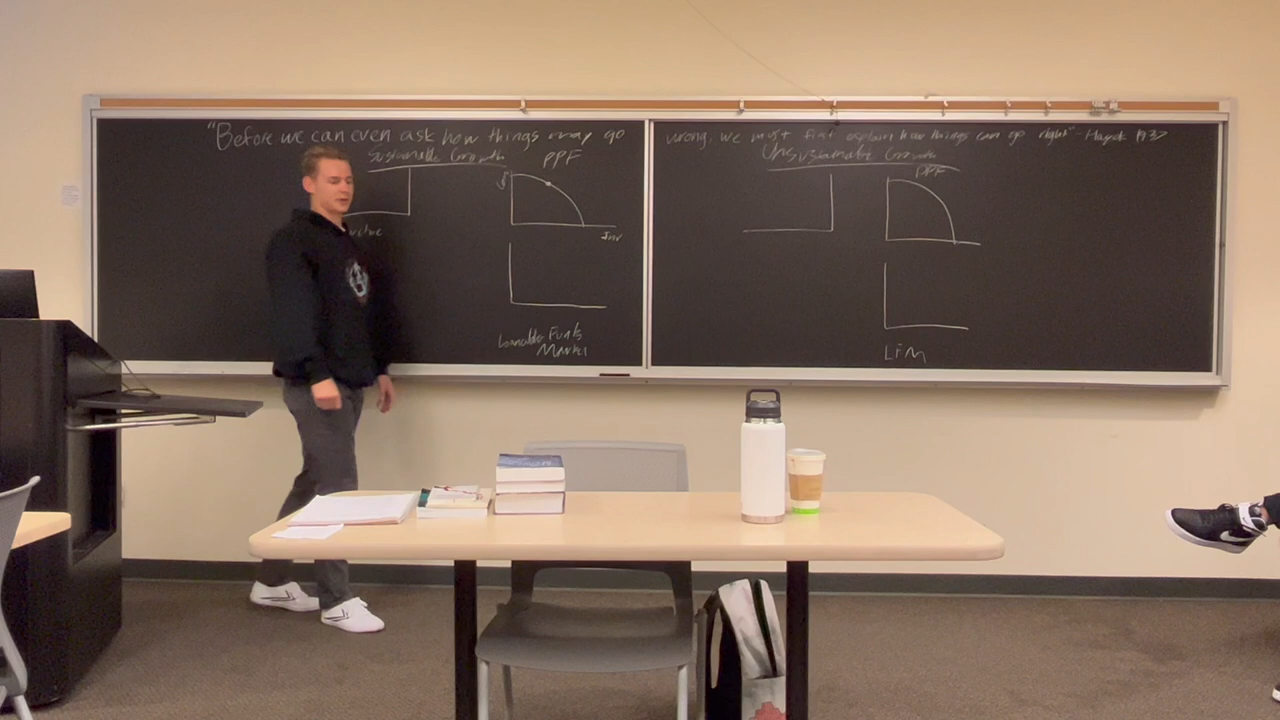 "Before we can even ask how things may go wrong, we must first explain how things can go right" - Hayek 1937
Sustainable Growth
PPF
Inv
Loanable Funds
Market
Unsustainable Growth
PPF
LFM